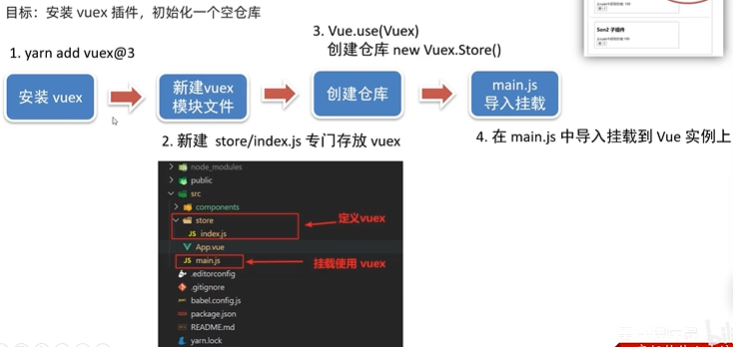 目标：安装 vuex 插件，初始化一个空仓库
1. yarn add vuex@3
3. Vue.use(Vuex)
创建仓库 new Vuex.Store()
安装 vuex
新建vuex
模块文件
创建仓库
main.js
导入挂载
2. 新建 store/index.js 专门存放 vuex
4. 在 main.js 中导入挂载到 Vue 实例上
node_modules
public
src
components
store
定义vuex
JS index.js
App.vue
JS main.js
挂载使用 vuex
.editorconfig
.gitignore
babel.config.js
package.json
README.md
yarn.lock
Son2 子组件